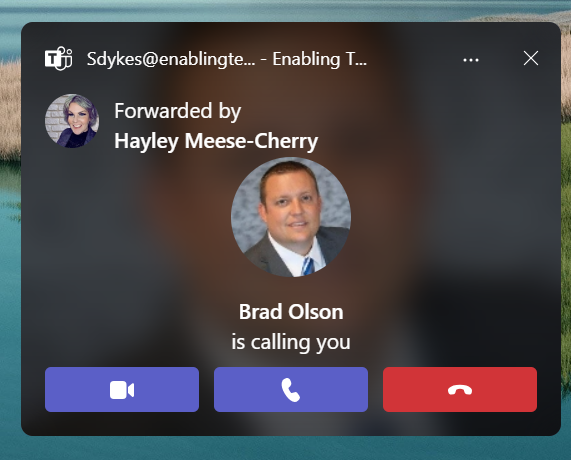 Sdykes@enablingte... - Enabling T...
Forwarded by
Hayley Meese-Cherry
Brad Olson
is calling you